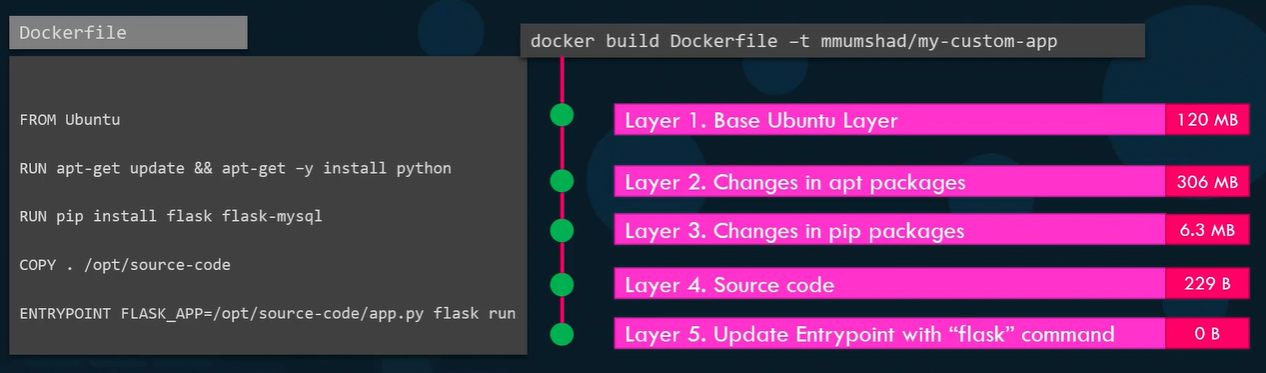 Dockerfile
docker build Dockerfile –t mmumshad/my-custom-app
FROM Ubuntu
RUN apt-get update && apt-get –y install python
RUN pip install flask flask-mysql
COPY . /opt/source-code
ENTRYPOINT FLASK_APP=/opt/source-code/app.py flask run
Layer 1. Base Ubuntu Layer 120 MB
Layer 2. Changes in apt packages 306 MB
Layer 3. Changes in pip packages 6.3 MB
Layer 4. Source code 229 B
Layer 5. Update Entrypoint with “flask” command 0 B